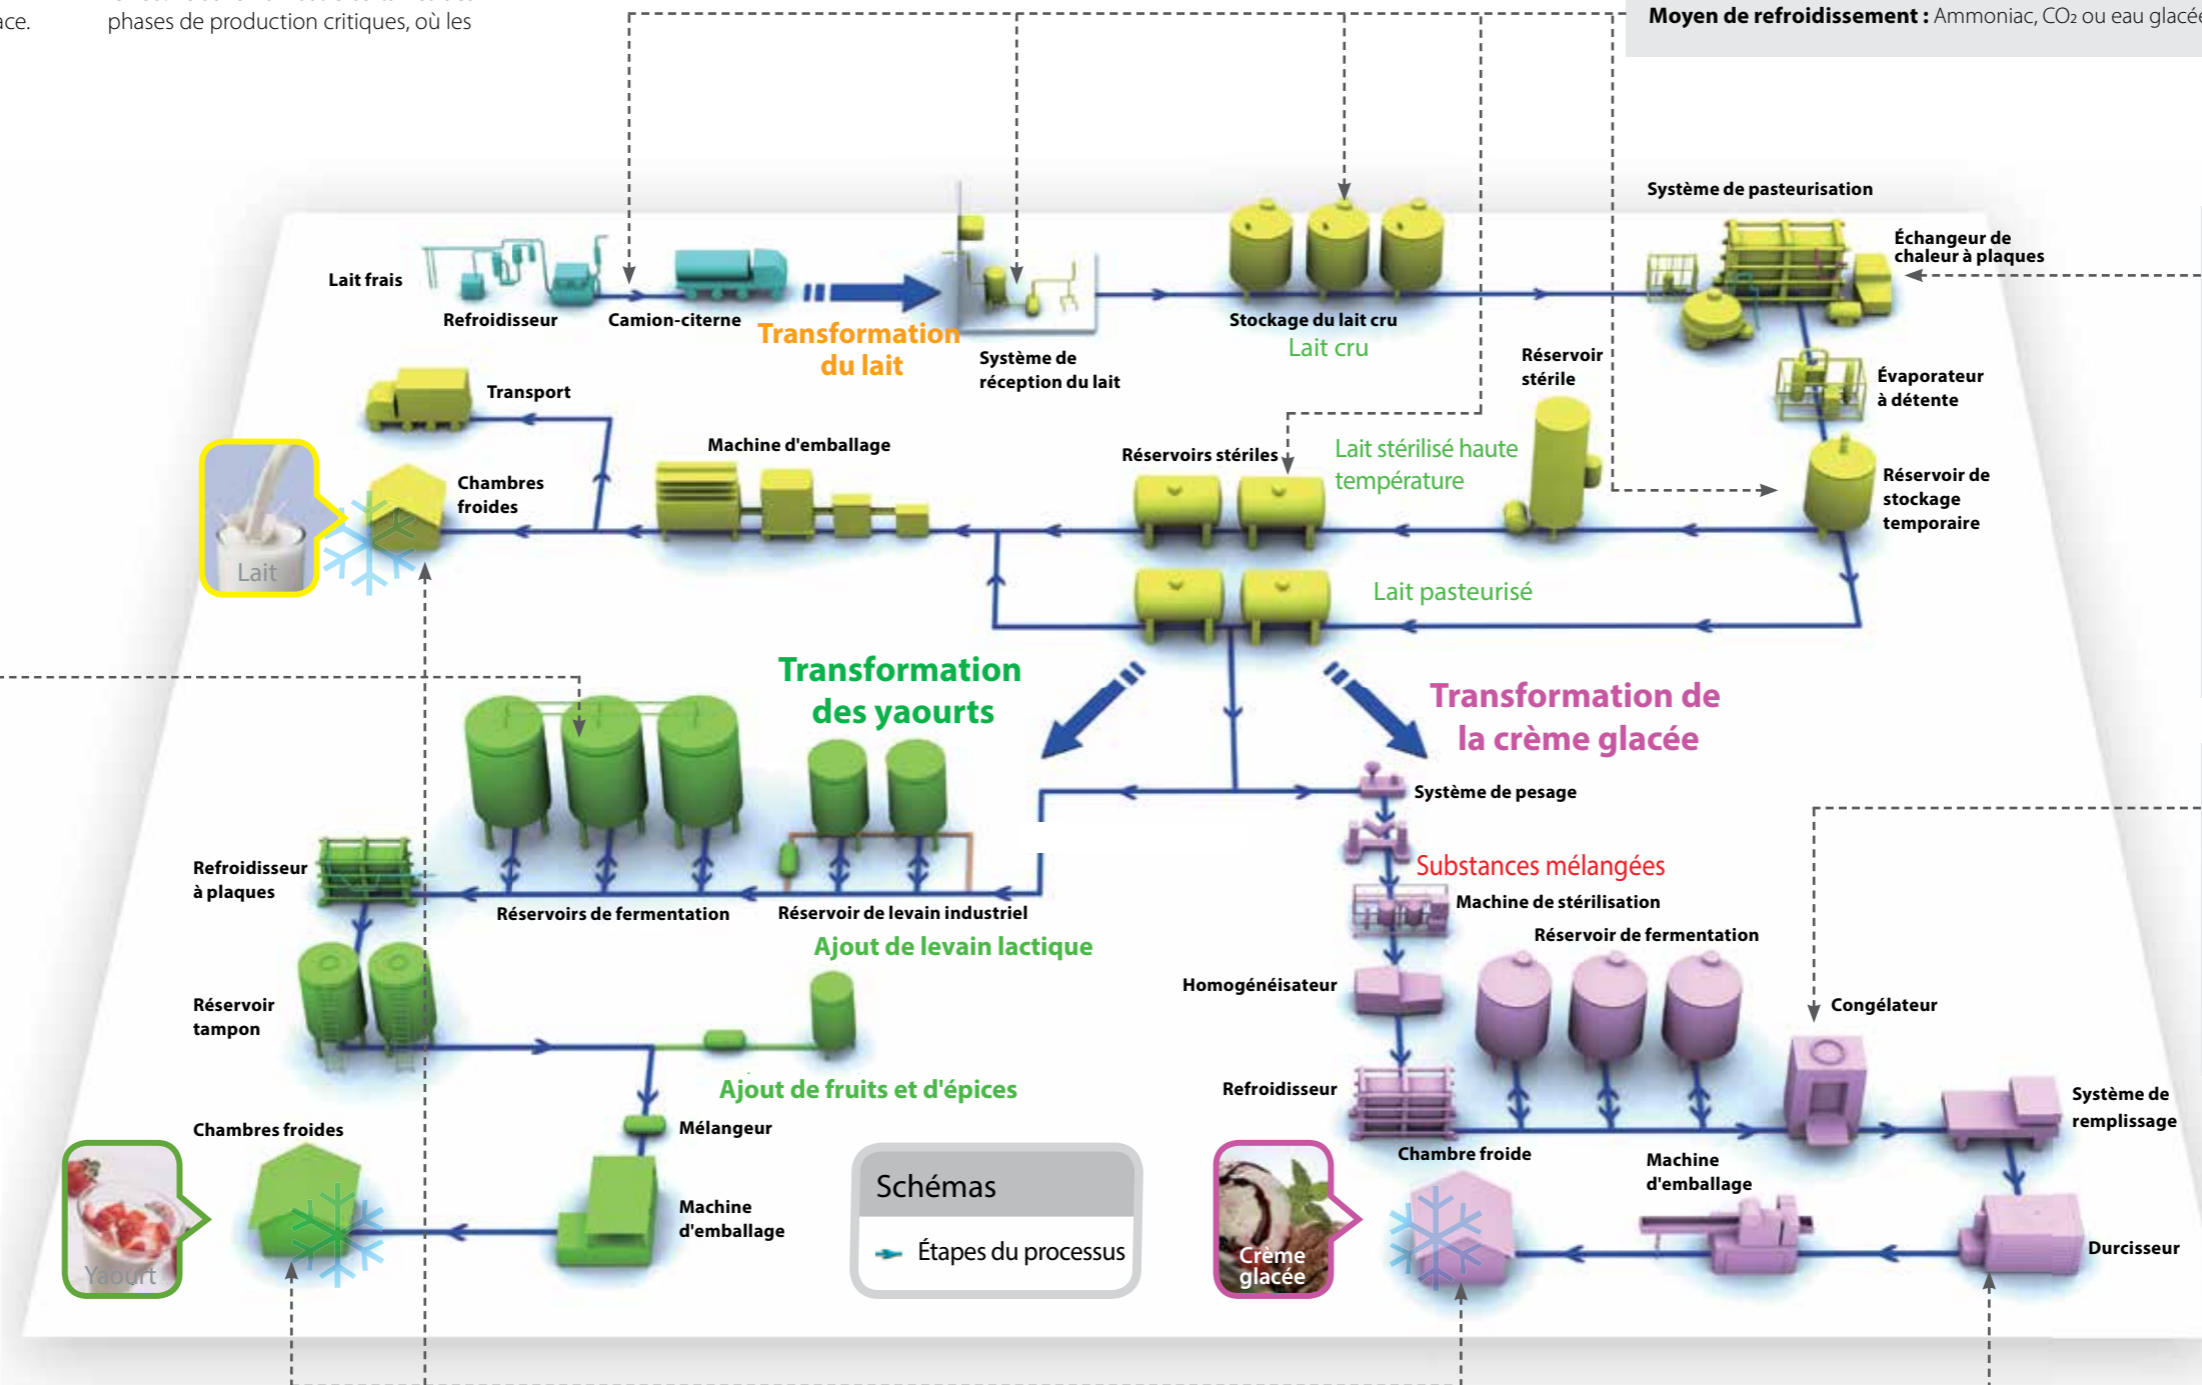 ace.
phases de production critiques, où les
Moyen de refroidissement : Ammoniac, CO₂ ou eau glacée
Système de pasteurisation
Échangeur de
chaleur à plaques
Lait frais
Refroidisseur
Camion-citerne
Transformation
du lait
Système de
réception du lait
Stockage du lait cru
Lait cru
Réservoir
stérile
Évaporateur
à détente
Transport
Machine d'emballage
Réservoirs stériles
Lait stérilisé haute
température
Réservoir de
stockage
temporaire
Chambres
froides
Lait
Lait pasteurisé
Transformation
des yaourts
Transformation de
la crème glacée
Système de pesage
Substances mélangées
Machine de stérilisation
Réservoir de fermentation
Refroidisseur
à plaques
Réservoirs de fermentation
Réservoir de levain industriel
Ajout de levain lactique
Homogénéisateur
Congélateur
Réservoir
tampon
Ajout de fruits et d'épices
Refroidisseur
Système de
remplissage
Chambres froides
Mélangeur
Chambre froide
Machine
d'emballage
Schémas
Étapes du processus
Machine
d'emballage
Yaourt
Crème
glacée
Durcisseur